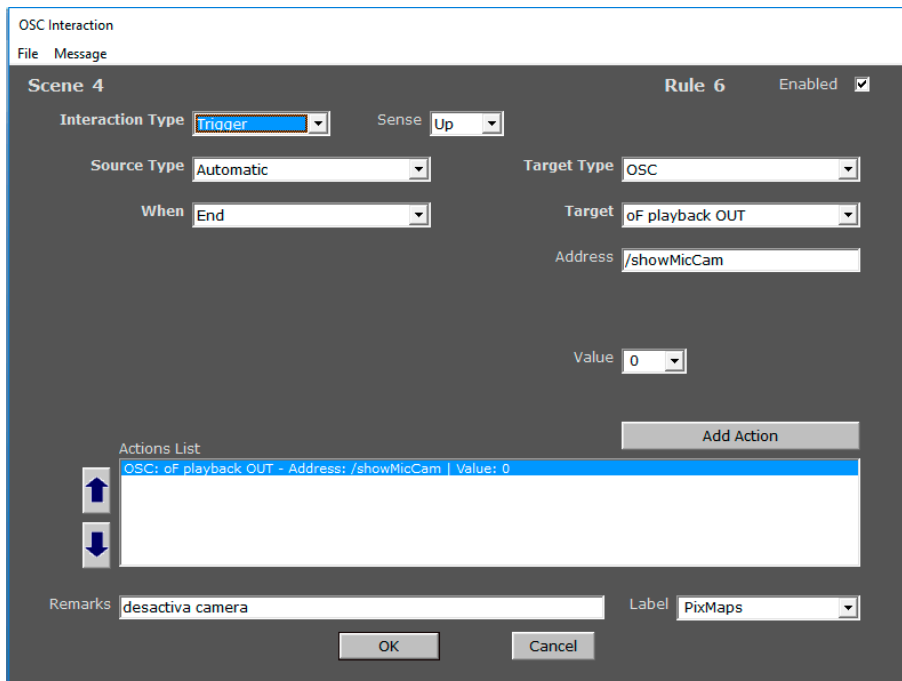 OSC Interaction
File Message
Scene 4 Rule 6 Enabled
Interaction Type Trigger Sense Up
Source Type Automatic Target Type OSC
When End Target oF playback OUT
Address /showMicCam
Value 0
Add Action
Actions List
OSC: oF playback OUT - Address: /showMicCam | Value: 0
Remarks desactiva camera Label PixMaps
OK Cancel